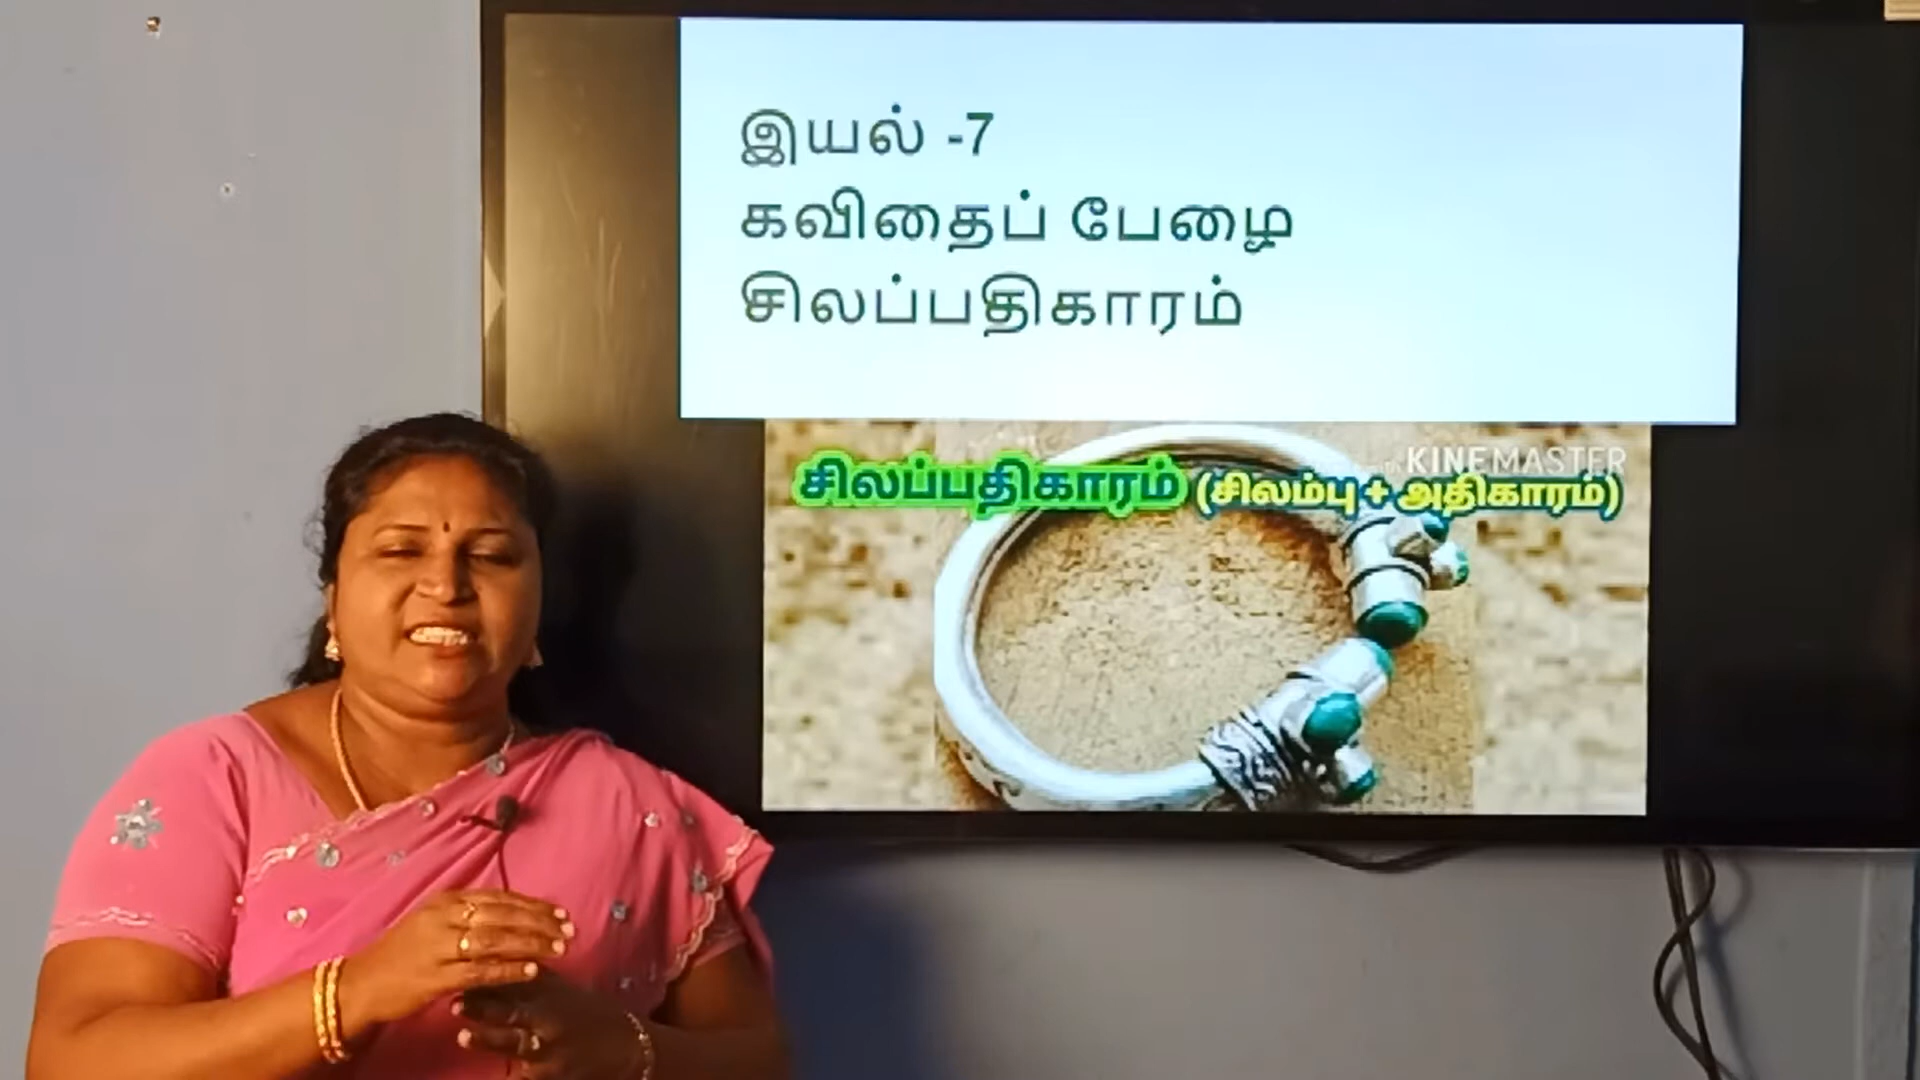 இயல் -7
கவிதைப் பேழை
சிலப்பதிகாரம்
KINEMASTER
சிலப்பதிகாரம் (சிலம்பு + அதிகாரம்)